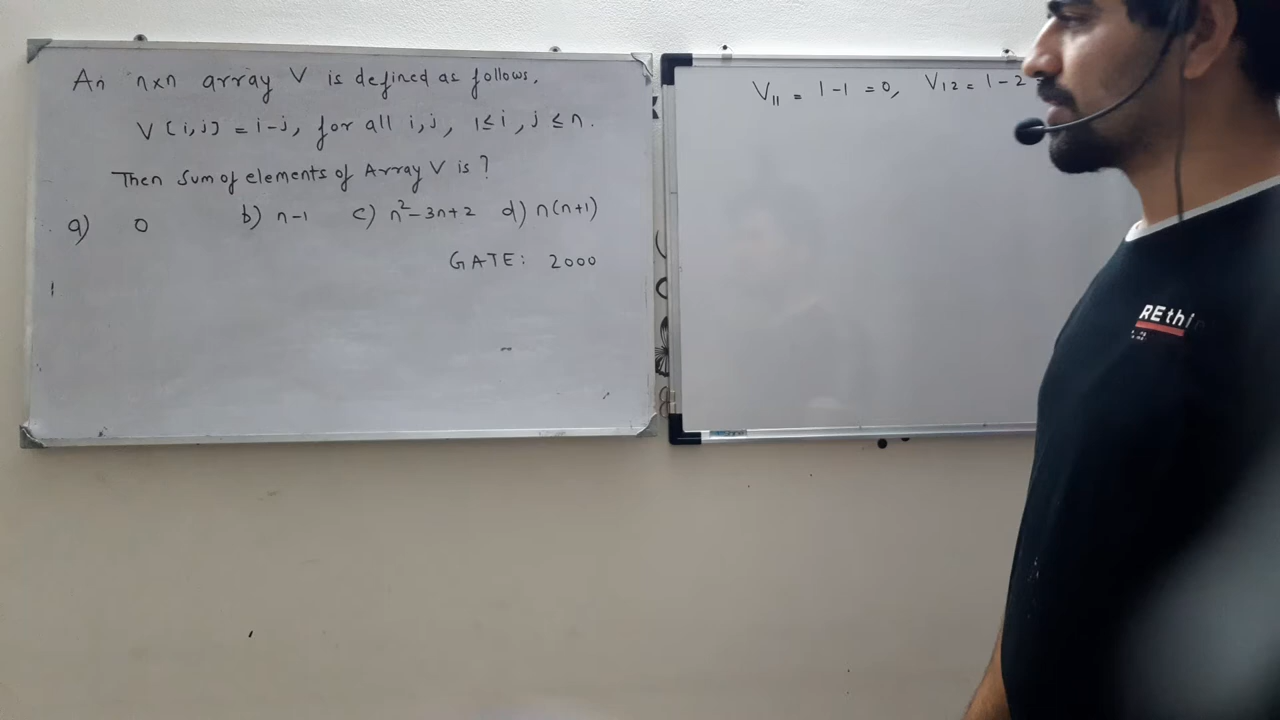 An nxn array V is defined as follows.
V[i,j] = i-j, for all i,j, 1≤i, j≤n.
Then Sum of elements of Array V is?
a) 0 b) n-1 c) n²-3n+2 d) n(n+1)
GATE: 2000
V₁₁ = 1-1 = 0, V₁₂ = 1-2
REthi